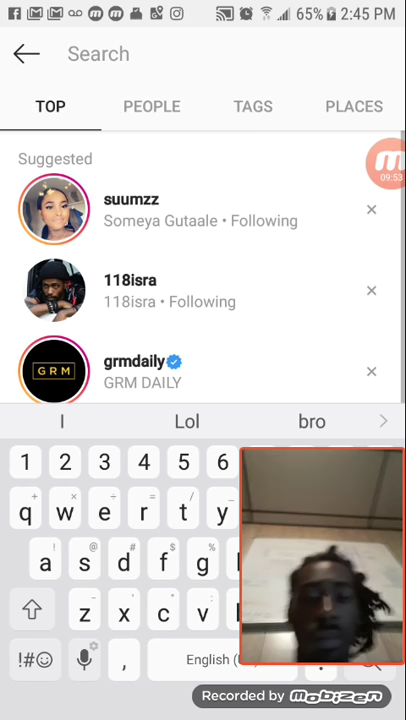 65% 2:45 PM
Search
TOP PEOPLE TAGS PLACES
Suggested
suumzz
Someya Gutaale • Following
118isra
118isra • Following
grmdaily
GRM DAILY
GRM
09:53
I Lol bro
1 2 3 4 5 6
q w e r t y
a s d f g
z x c v
!#☺ , English (
Recorded by Mobizen